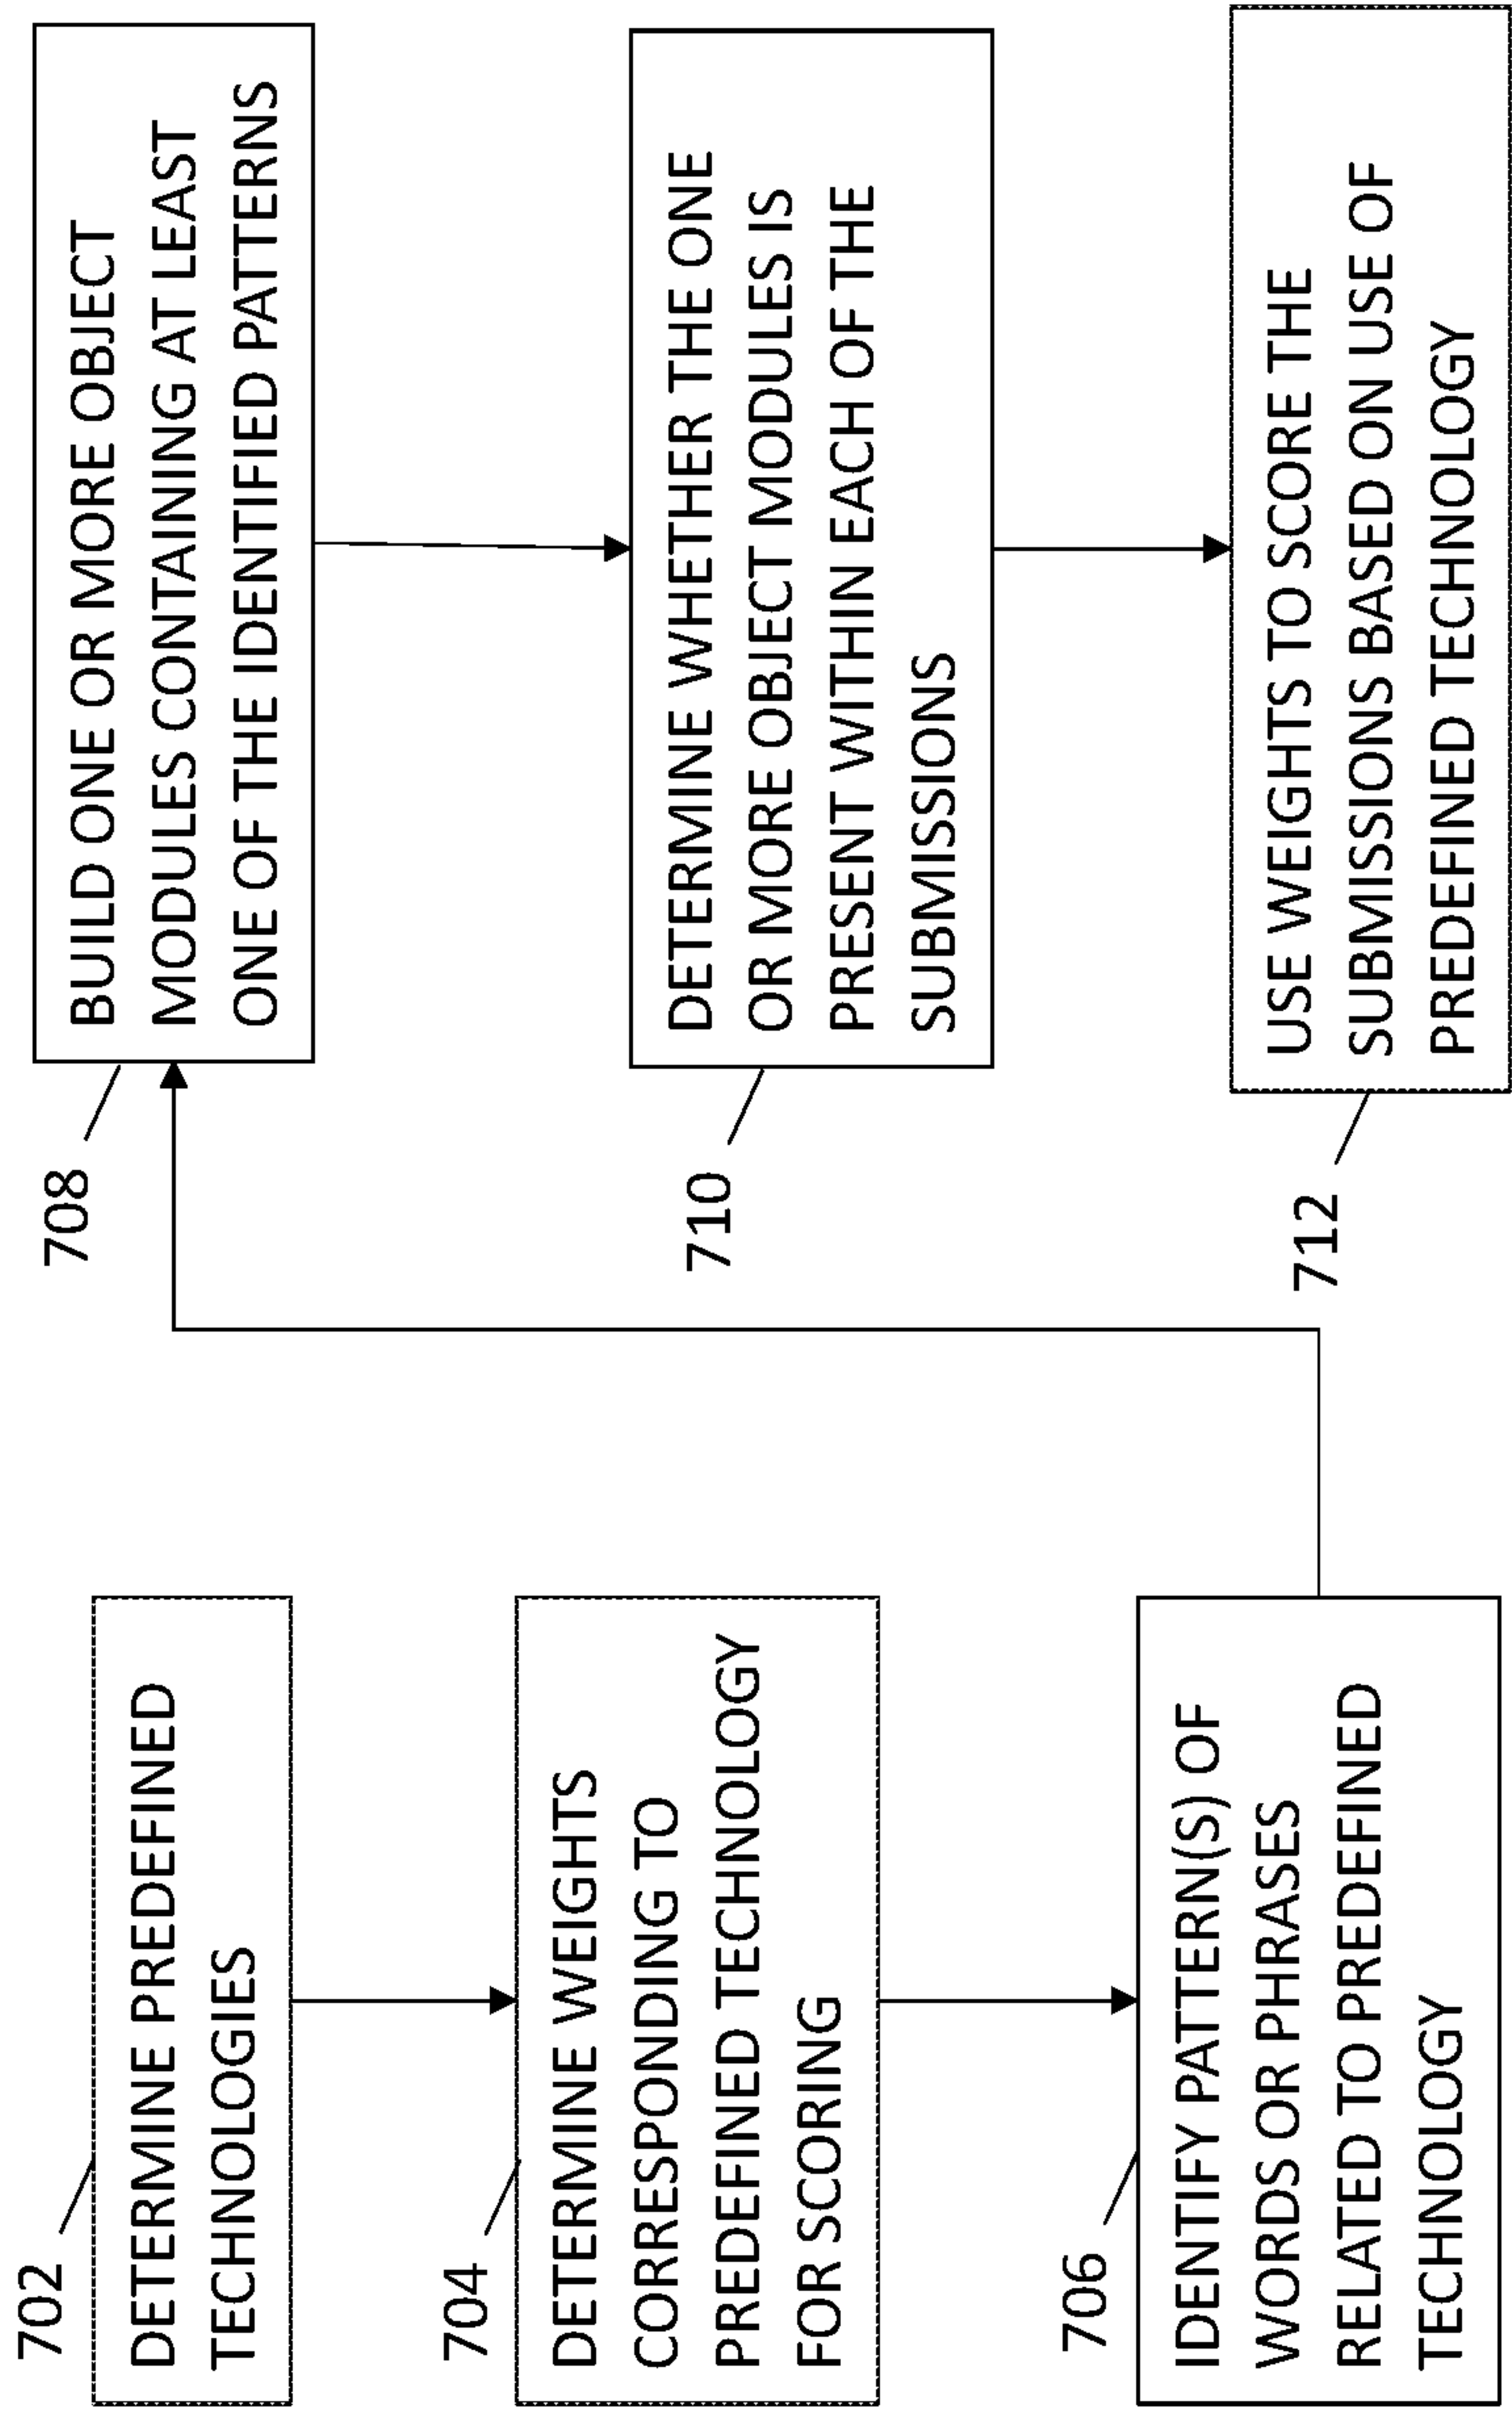 702
DETERMINE PREDEFINED
TECHNOLOGIES
704
DETERMINE WEIGHTS
CORRESPONDING TO
PREDEFINED TECHNOLOGY
FOR SCORING
706
IDENTIFY PATTERN(S) OF
WORDS OR PHRASES
RELATED TO PREDEFINED
TECHNOLOGY
708
BUILD ONE OR MORE OBJECT
MODULES CONTAINING AT LEAST
ONE OF THE IDENTIFIED PATTERNS
710
DETERMINE WHETHER THE ONE
OR MORE OBJECT MODULES IS
PRESENT WITHIN EACH OF THE
SUBMISSIONS
712
USE WEIGHTS TO SCORE THE
SUBMISSIONS BASED ON USE OF
PREDEFINED TECHNOLOGY